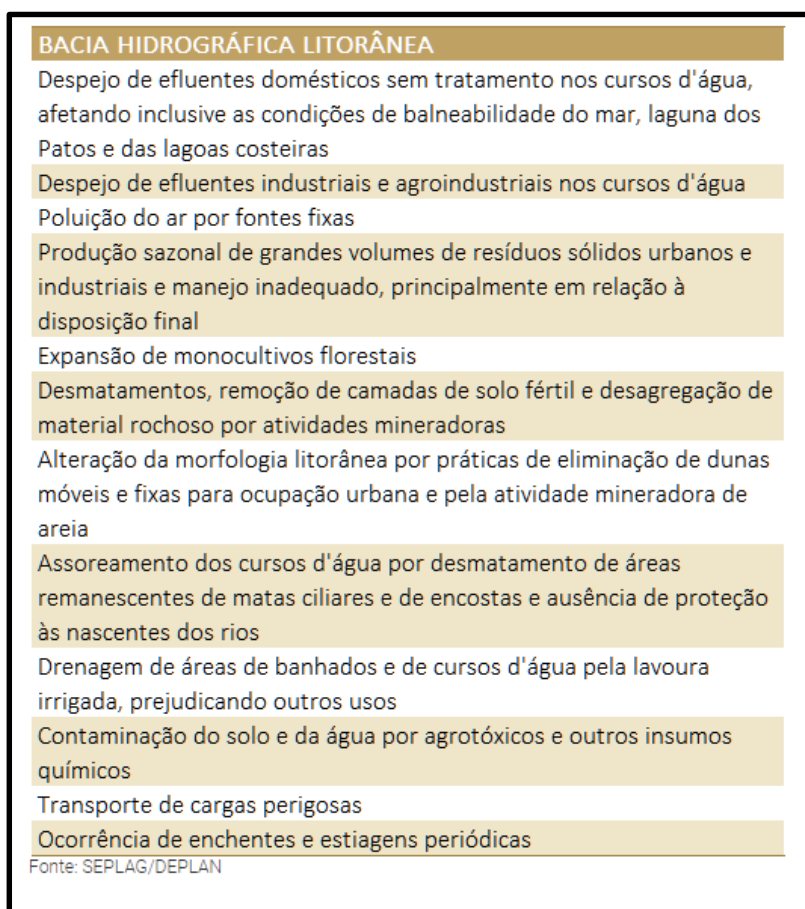 BACIA HIDROGRÁFICA LITORÂNEA
Despejo de efluentes domésticos sem tratamento nos cursos d'água,
afetando inclusive as condições de balneabilidade do mar, laguna dos
Patos e das lagoas costeiras
Despejo de efluentes industriais e agroindustriais nos cursos d'água
Poluição do ar por fontes fixas
Produção sazonal de grandes volumes de resíduos sólidos urbanos e
industriais e manejo inadequado, principalmente em relação à
disposição final
Expansão de monocultivos florestais
Desmatamentos, remoção de camadas de solo fértil e desagregação de
material rochoso por atividades mineradoras
Alteração da morfologia litorânea por práticas de eliminação de dunas
móveis e fixas para ocupação urbana e pela atividade mineradora de
areia
Assoreamento dos cursos d'água por desmatamento de áreas
remanescentes de matas ciliares e de encostas e ausência de proteção
às nascentes dos rios
Drenagem de áreas de banhados e de cursos d'água pela lavoura
irrigada, prejudicando outros usos
Contaminação do solo e da água por agrotóxicos e outros insumos
químicos
Transporte de cargas perigosas
Ocorrência de enchentes e estiagens periódicas
Fonte: SEPLAG/DEPLAN